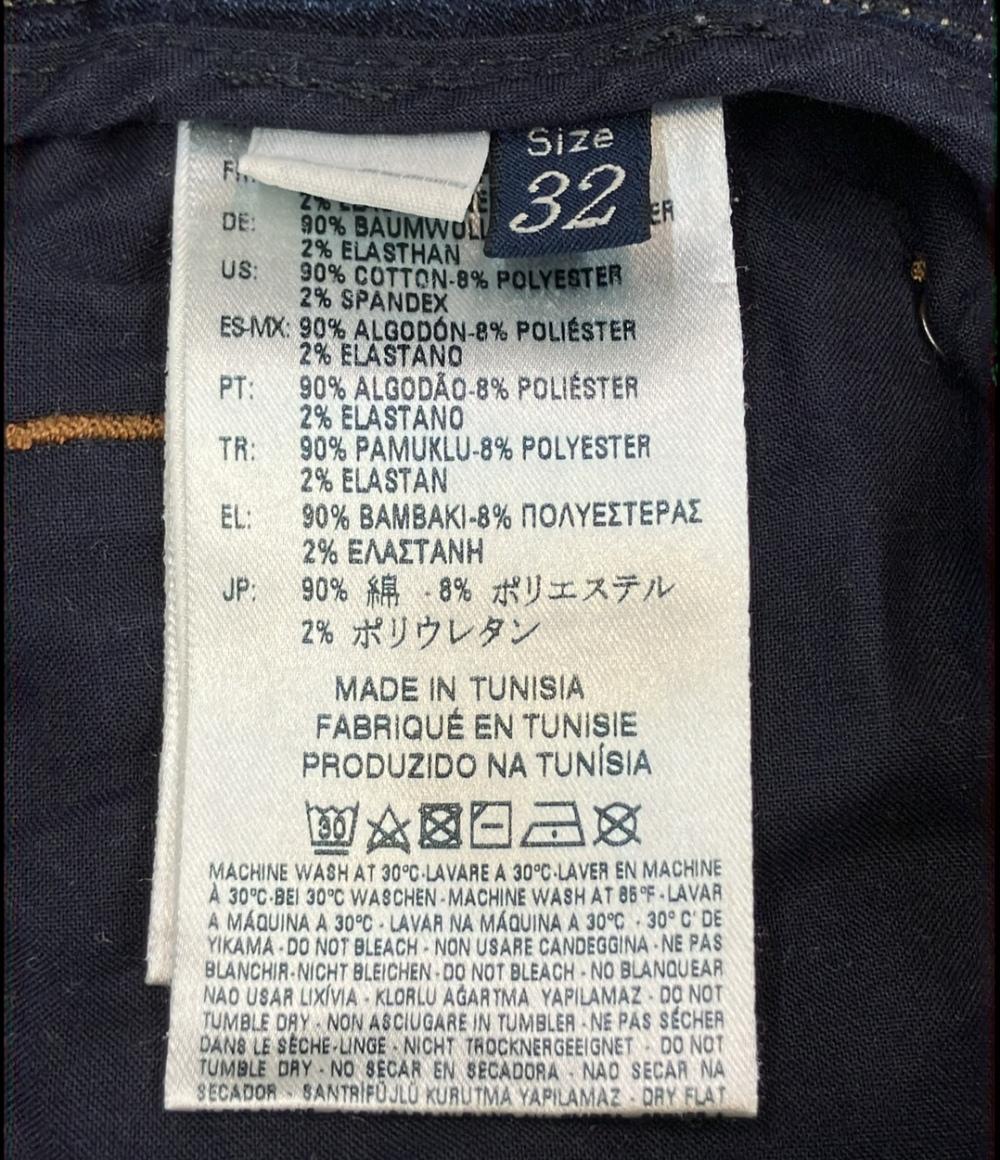 Size
32
2%
DE: 90% BAUMWOLL ER
2% ELASTHAN
US: 90% COTTON-8% POLYESTER
2% SPANDEX
ES-MX: 90% ALGODÓN-8% POLIÉSTER
2% ELASTANO
PT: 90% ALGODÃO-8% POLIÉSTER
2% ELASTANO
TR: 90% PAMUKLU-8% POLYESTER
2% ELASTAN
EL: 90% BAMBAKI-8% ΠΟΛΥΕΣΤΕΡΑΣ
2% ΕΛΑΣΤΑΝΗ
JP: 90% 綿 - 8% ポリエステル
2% ポリウレタン
MADE IN TUNISIA
FABRIQUÉ EN TUNISIE
PRODUZIDO NA TUNÍSIA
30
MACHINE WASH AT 30°C-LAVARE A 30°C-LAVER EN MACHINE
À 30°C-BEI 30°C WASCHEN-MACHINE WASH AT 85°F-LAVAR
A MÁQUINA A 30°C - LAVAR NA MÁQUINA A 30°C - 30° C' DE
YIKAMA - DO NOT BLEACH - NON USARE CANDEGGINA - NE PAS
BLANCHIR-NICHT BLEICHEN-DO NOT BLEACH - NO BLANQUEAR
NAO USAR LIXÍVIA - KLORLU AĞARTMA YAPILAMAZ - DO NOT
TUMBLE DRY - NON ASCIUGARE IN TUMBLER - NE PAS SÉCHER
DANS LE SÈCHE-LINGE - NICHT TROCKNERGEEIGNET - DO NOT
TUMBLE DRY - NO SECAR EN SECADORA - NAO SECAR NA
SECADOR - SANTRİFÜJLÜ KURUTMA YAPILAMAZ - DRY FLAT